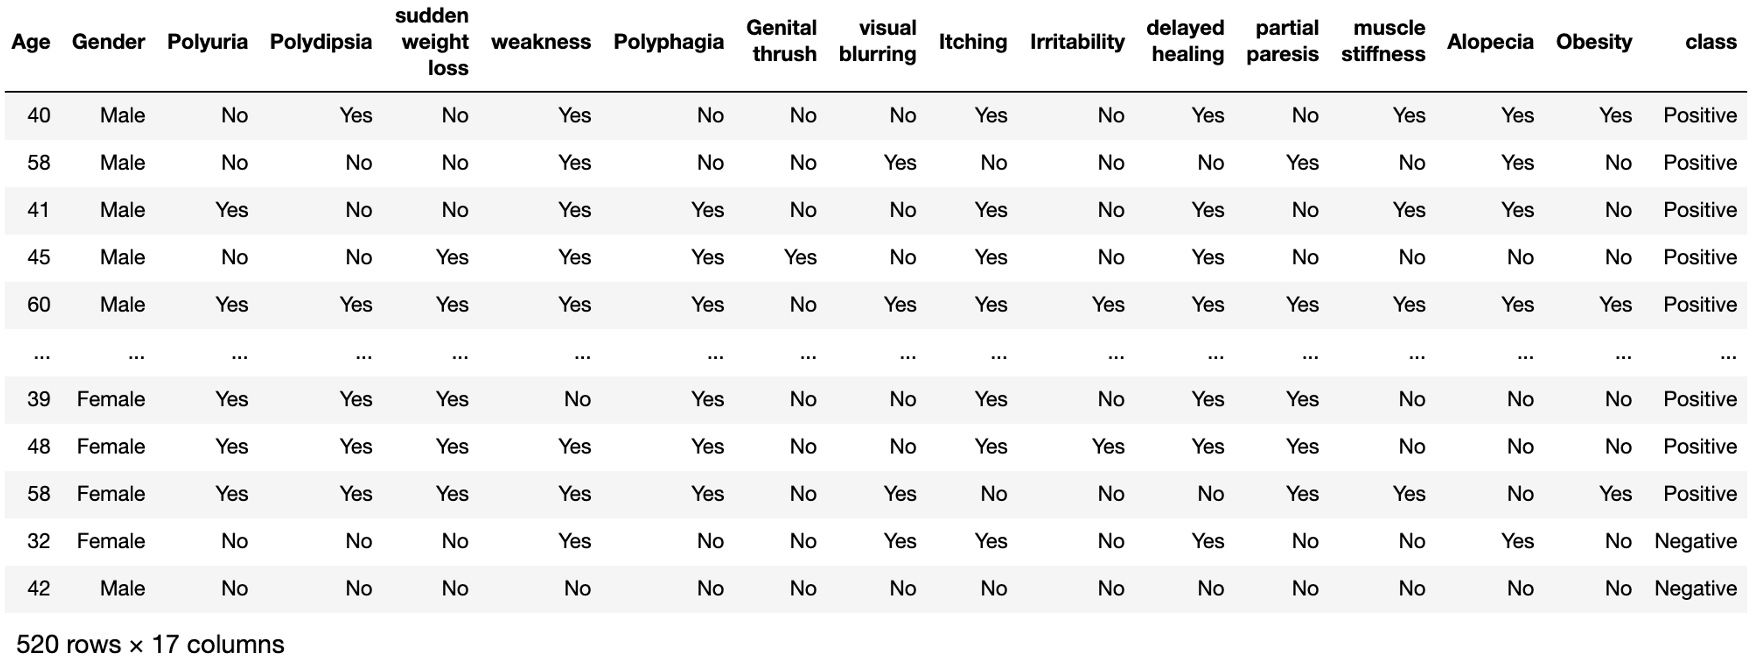 Age Gender Polyuria Polydipsia sudden weight loss weakness Polyphagia Genital thrush visual blurring Itching Irritability delayed healing partial paresis muscle stiffness Alopecia Obesity class
40 Male No Yes No Yes No No No Yes No Yes No Yes Yes Yes Positive
58 Male No No No Yes No No Yes No No No Yes No Yes No Positive
41 Male Yes No No Yes Yes No No Yes No Yes No Yes Yes No Positive
45 Male No No Yes Yes Yes Yes No Yes No Yes No No No No Positive
60 Male Yes Yes Yes Yes Yes No Yes Yes Yes Yes Yes Yes Yes Yes Positive
... ... ... ... ... ... ... ... ... ... ... ... ... ... ... ... ...
39 Female Yes Yes Yes No Yes No No Yes No Yes Yes No No No Positive
48 Female Yes Yes Yes Yes Yes No No Yes Yes Yes Yes No No No Positive
58 Female Yes Yes Yes Yes Yes No Yes No No No Yes Yes No Yes Positive
32 Female No No No Yes No No Yes Yes No Yes No No Yes No Negative
42 Male No No No No No No No No No No No No No No Negative
520 rows × 17 columns